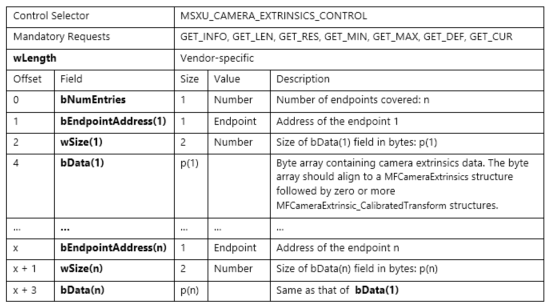 Control Selector MSXU_CAMERA_EXTRINSICS_CONTROL
Mandatory Requests GET_INFO, GET_LEN, GET_RES, GET_MIN, GET_MAX, GET_DEF, GET_CUR
wLength Vendor-specific
Offset Field Size Value Description
0 bNumEntries 1 Number Number of endpoints covered: n
1 bEndpointAddress(1) 1 Endpoint Address of the endpoint 1
2 wSize(1) 2 Number Size of bData(1) field in bytes: p(1)
4 bData(1) p(1) Byte array containing camera extrinsics data. The byte
array should align to a MFCameraExtrinsics structure
followed by zero or more
MFCameraExtrinsic_CalibratedTransform structures.
... ... ... ... ...
x bEndpointAddress(n) 1 Endpoint Address of the endpoint n
x + 1 wSize(n) 2 Number Size of bData(n) field in bytes: p(n)
x + 3 bData(n) p(n) Same as that of bData(1)